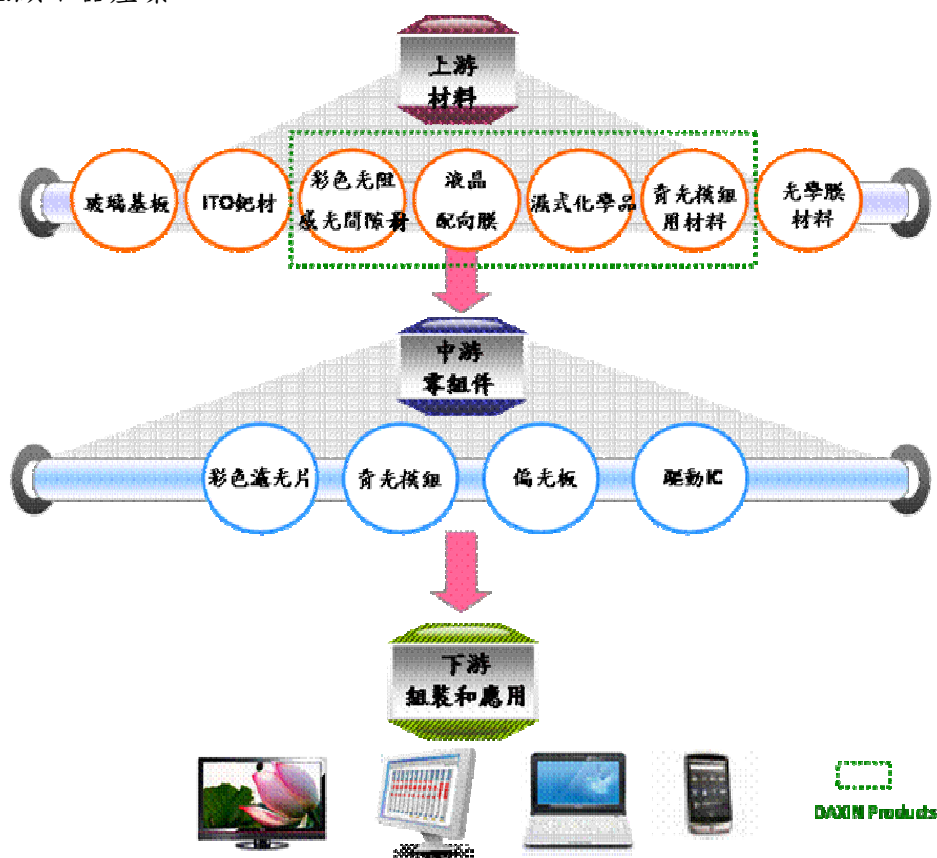 上游
材料
玻璃基板
ITO鈀材
彩色光阻
感光間隙材
液晶
配向膜
濕式化學品
背光模組
用材料
光學膜
材料
中游
零組件
彩色濾光片
背光模組
偏光板
驅動IC
下游
組裝和應用
DAXIN Products